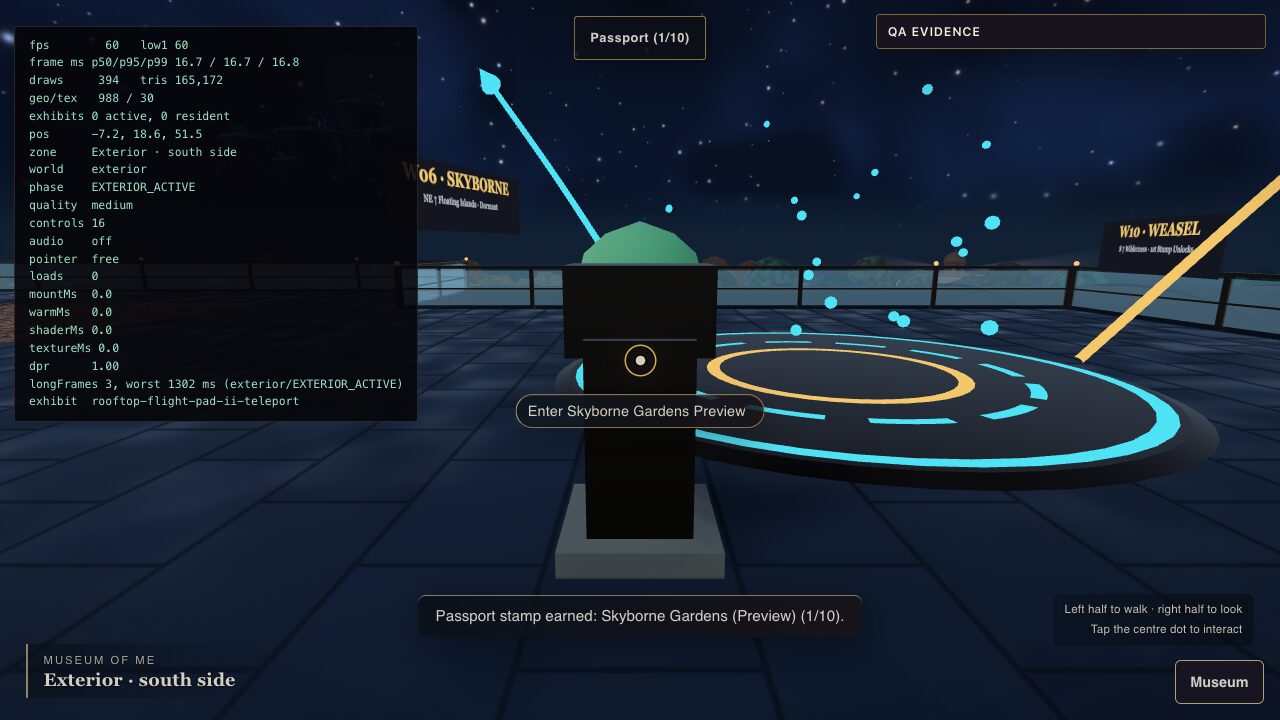 fps 60 low1 60
frame ms p50/p95/p99 16.7 / 16.7 / 16.8
draws 394 tris 165,172
geo/tex 988 / 30
exhibits 0 active, 0 resident
pos −7.2, 18.6, 51.5
zone Exterior · south side
world exterior
phase EXTERIOR_ACTIVE
quality medium
controls 16
audio off
pointer free
loads 0
mountMs 0.0
warmMs 0.0
shaderMs 0.0
textureMs 0.0
dpr 1.00
longFrames 3, worst 1302 ms (exterior/EXTERIOR_ACTIVE)
exhibit rooftop-flight-pad-ii-teleport
Passport (1/10)
QA EVIDENCE
W06 · SKYBORNE
NE ↑ Floating Islands · Dormant
W10 · WEASEL
Wilderness · 1st Stamp Unlocks
Enter Skyborne Gardens Preview
Passport stamp earned: Skyborne Gardens (Preview) (1/10).
Left half to walk · right half to look
Tap the centre dot to interact
MUSEUM OF ME
Exterior · south side
Museum